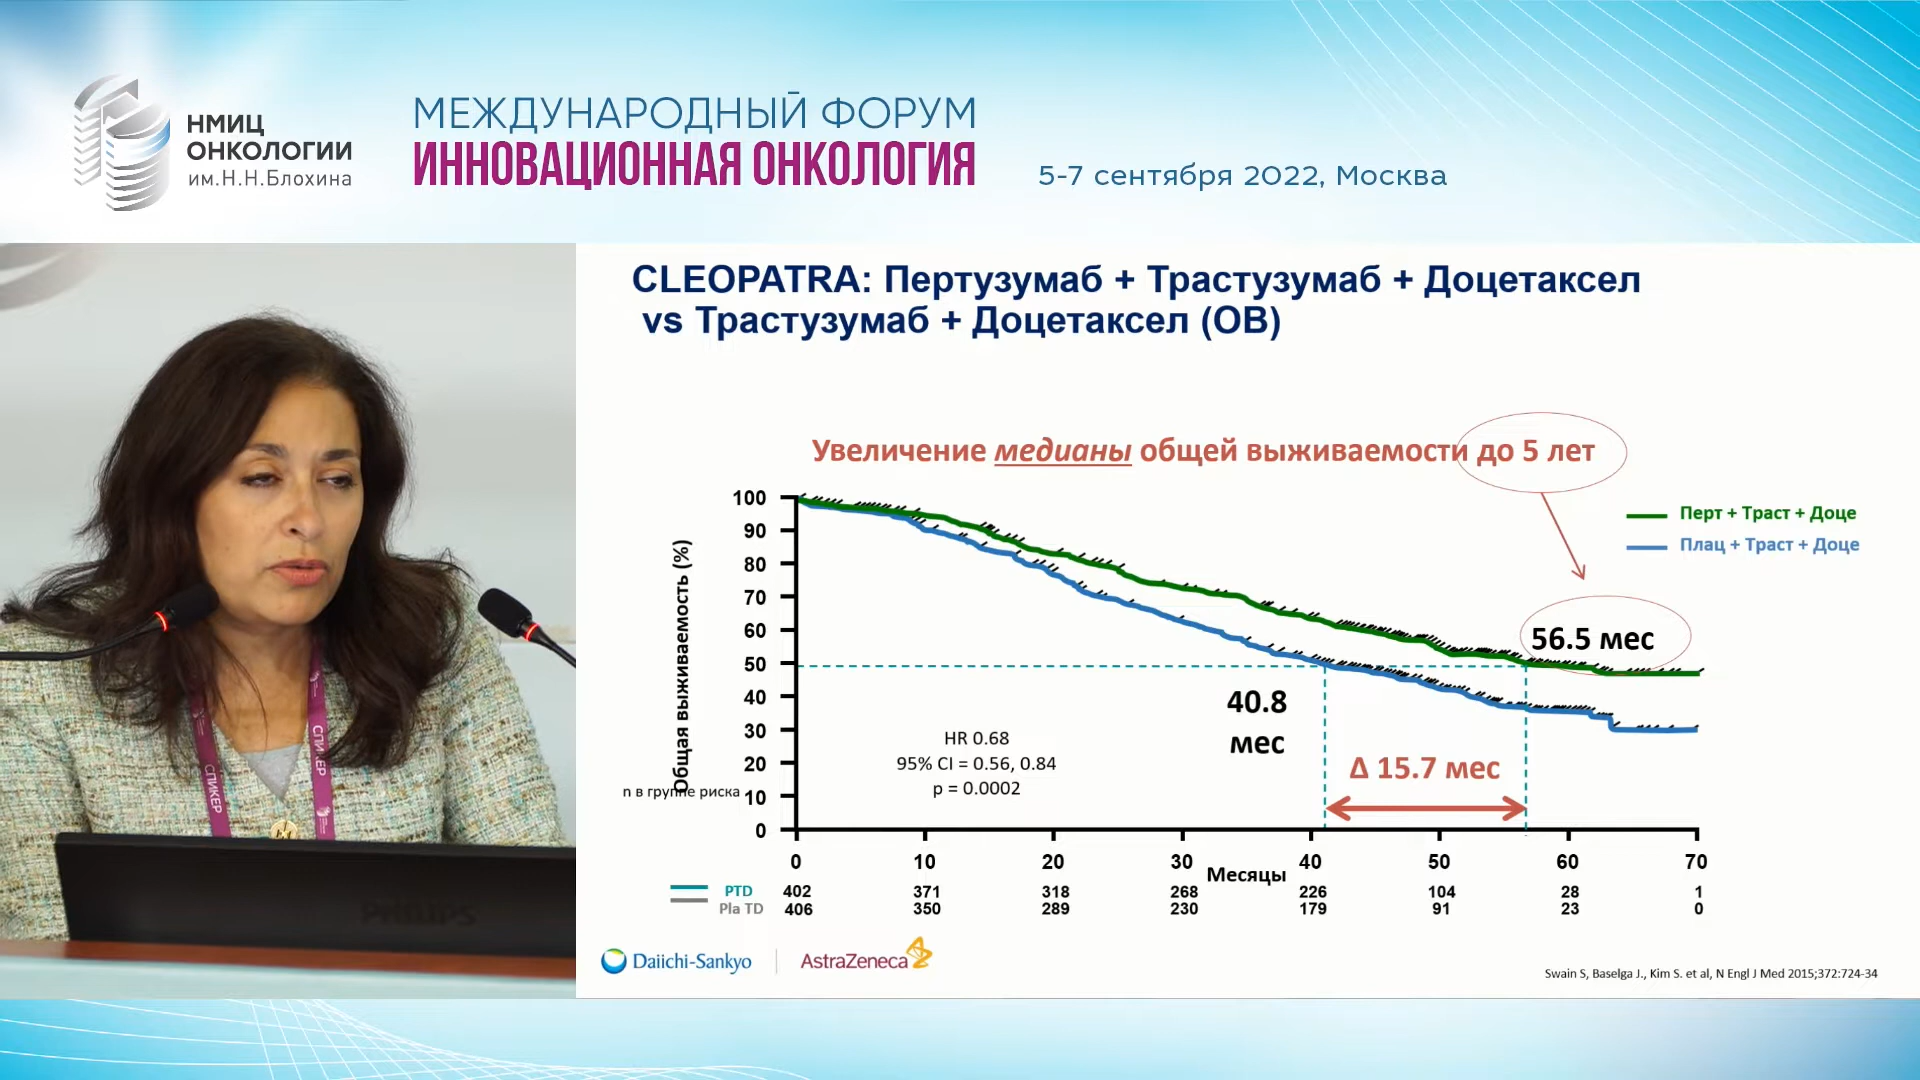 НМИЦ
ОНКОЛОГИИ
им.Н.Н.Блохина
МЕЖДУНАРОДНЫЙ ФОРУМ
ИННОВАЦИОННАЯ ОНКОЛОГИЯ
5-7 сентября 2022, Москва
CLEOPATRA: Пертузумаб + Трастузумаб + Доцетаксел
vs Трастузумаб + Доцетаксел (ОВ)
Увеличение медианы общей выживаемости до 5 лет
Перт + Траст + Доце
Плац + Траст + Доце
Общая выживаемость (%)
100
90
80
70
60
50
40
30
20
10
0
56.5 мес
40.8
мес
Δ 15.7 мес
HR 0.68
95% CI = 0.56, 0.84
p = 0.0002
n в группе риска
0 10 20 30 40 50 60 70
Месяцы
PTD 402 371 318 268 226 104 28 1
Pla TD 406 350 289 230 179 91 23 0
Daiichi-Sankyo
AstraZeneca
Swain S, Baselga J., Kim S. et al, N Engl J Med 2015;372:724-34
СПИКЕР
СПИКЕР
PHILIPS